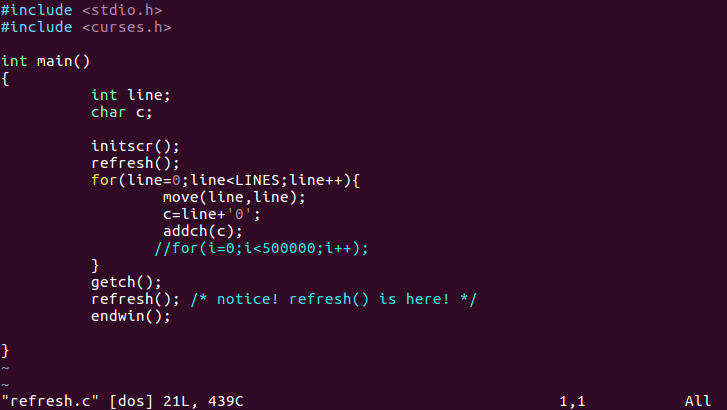 #include <stdio.h>
#include <curses.h>

int main()
{
          int line;
          char c;

          initscr();
          refresh();
          for(line=0;line<LINES;line++){
                  move(line,line);
                  c=line+'0';
                  addch(c);
                 //for(i=0;i<500000;i++);
          }
          getch();
          refresh(); /* notice! refresh() is here! */
          endwin();

}
~
~
"refresh.c" [dos] 21L, 439C                                   1,1           All